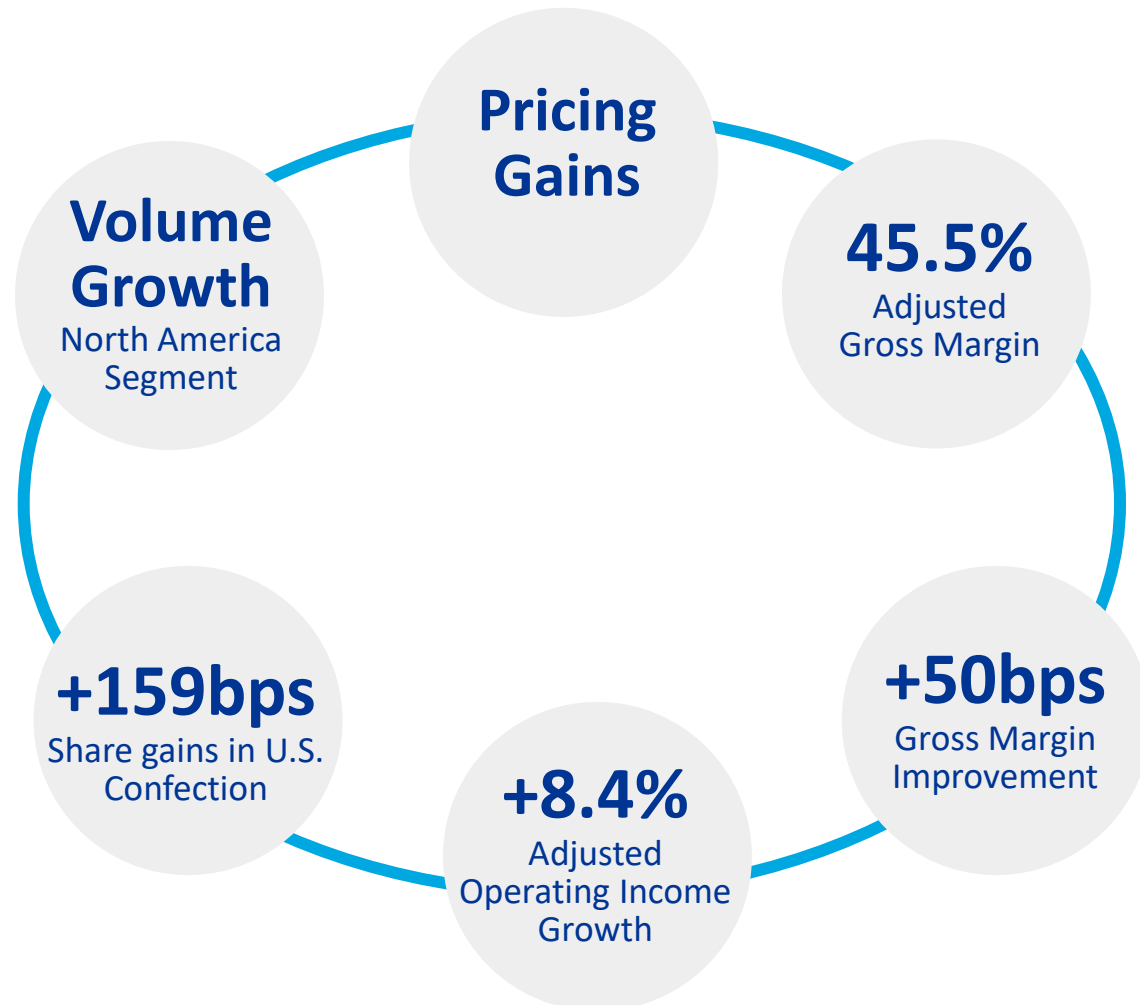 Pricing
Gains
45.5%
Adjusted
Gross Margin
+50bps
Gross Margin
Improvement
+8.4%
Adjusted
Operating Income
Growth
+159bps
Share gains in U.S.
Confection
Volume
Growth
North America
Segment